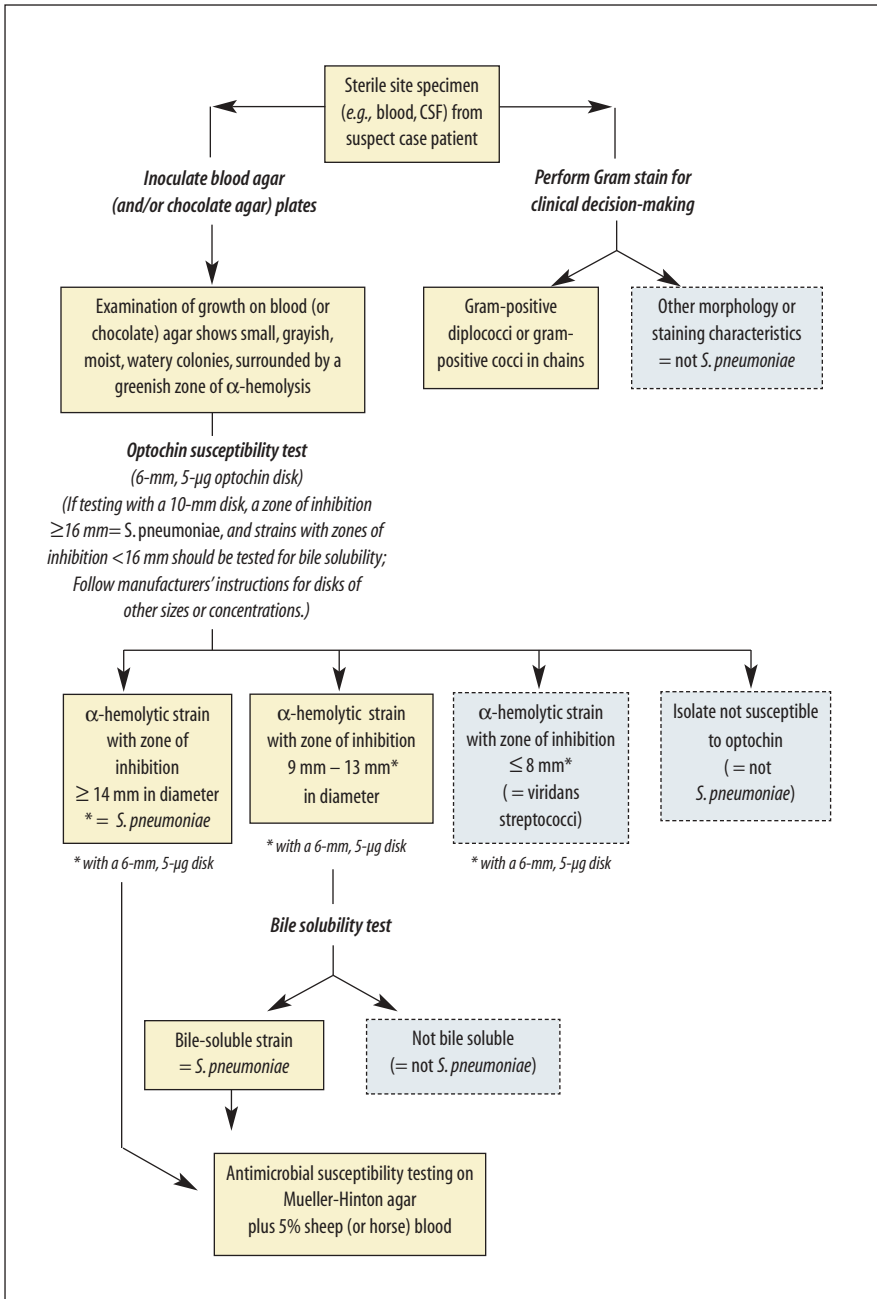 Sterile site specimen
(e.g., blood, CSF) from
suspect case patient
Inoculate blood agar
(and/or chocolate agar) plates
Perform Gram stain for
clinical decision-making
Examination of growth on blood (or
chocolate) agar shows small, grayish,
moist, watery colonies, surrounded by a
greenish zone of α-hemolysis
Gram-positive
diplococci or gram-
positive cocci in chains
Other morphology or
staining characteristics
= not S. pneumoniae
Optochin susceptibility test
(6-mm, 5-µg optochin disk)
(If testing with a 10-mm disk, a zone of inhibition
≥16 mm= S. pneumoniae, and strains with zones of
inhibition <16 mm should be tested for bile solubility;
Follow manufacturers' instructions for disks of
other sizes or concentrations.)
α-hemolytic strain
with zone of
inhibition
≥ 14 mm in diameter
* = S. pneumoniae
* with a 6-mm, 5-µg disk
α-hemolytic strain
with zone of inhibition
9 mm – 13 mm*
in diameter
* with a 6-mm, 5-µg disk
α-hemolytic strain
with zone of inhibition
≤ 8 mm*
( = viridans
streptococci)
* with a 6-mm, 5-µg disk
Isolate not susceptible
to optochin
( = not
S. pneumoniae)
Bile solubility test
Bile-soluble strain
= S. pneumoniae
Not bile soluble
(= not S. pneumoniae)
Antimicrobial susceptibility testing on
Mueller-Hinton agar
plus 5% sheep (or horse) blood